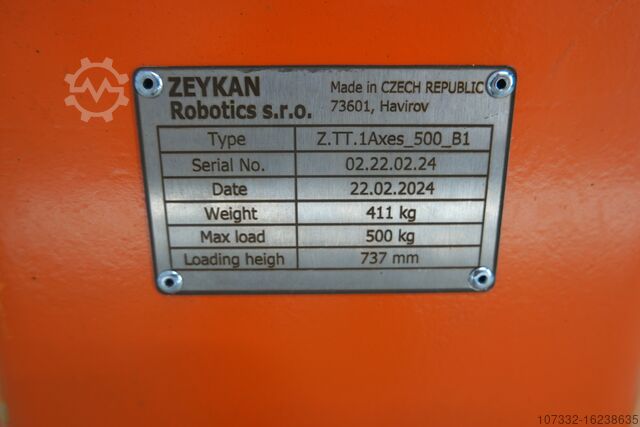 ZEYKAN
Robotics s.r.o.
Made in CZECH REPUBLIC
73601, Havirov
Type Z.TT.1Axes_500_B1
Serial No. 02.22.02.24
Date 22.02.2024
Weight 411 kg
Max load 500 kg
Loading heigh 737 mm
107332-16238635